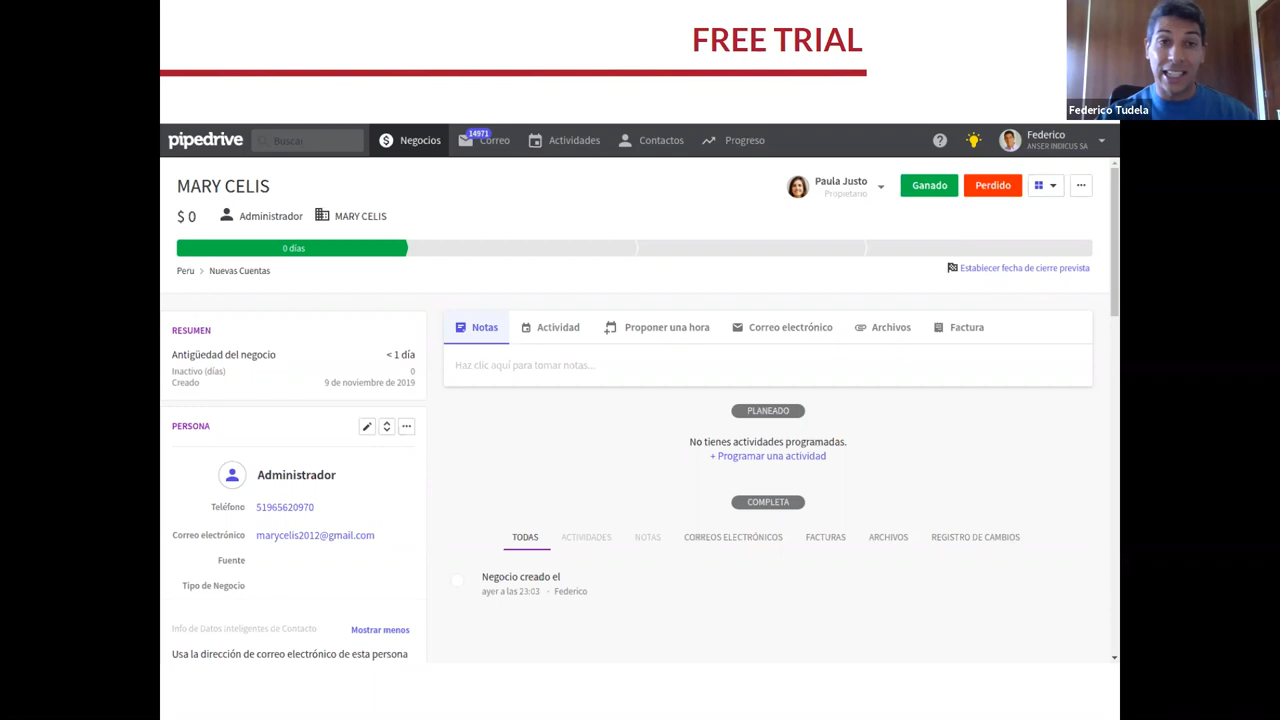 FREE TRIAL
Federico Tudela
pipedrive
Buscar
Negocios
14971
Correo
Actividades
Contactos
Progreso
Federico
ANSER INDICUS SA
MARY CELIS
Paula Justo
Propietario
Ganado
Perdido
$ 0
Administrador
MARY CELIS
0 días
Peru > Nuevas Cuentas
Establecer fecha de cierre prevista
RESUMEN
Antigüedad del negocio < 1 día
Inactivo (días) 0
Creado 9 de noviembre de 2019
PERSONA
Administrador
Teléfono 51965620970
Correo electrónico marycelis2012@gmail.com
Fuente
Tipo de Negocio
Info de Datos Inteligentes de Contacto Mostrar menos
Usa la dirección de correo electrónico de esta persona
Notas
Actividad
Proponer una hora
Correo electrónico
Archivos
Factura
Haz clic aquí para tomar notas...
PLANEADO
No tienes actividades programadas.
+ Programar una actividad
COMPLETA
TODAS
ACTIVIDADES
NOTAS
CORREOS ELECTRÓNICOS
FACTURAS
ARCHIVOS
REGISTRO DE CAMBIOS
Negocio creado el
ayer a las 23:03 · Federico